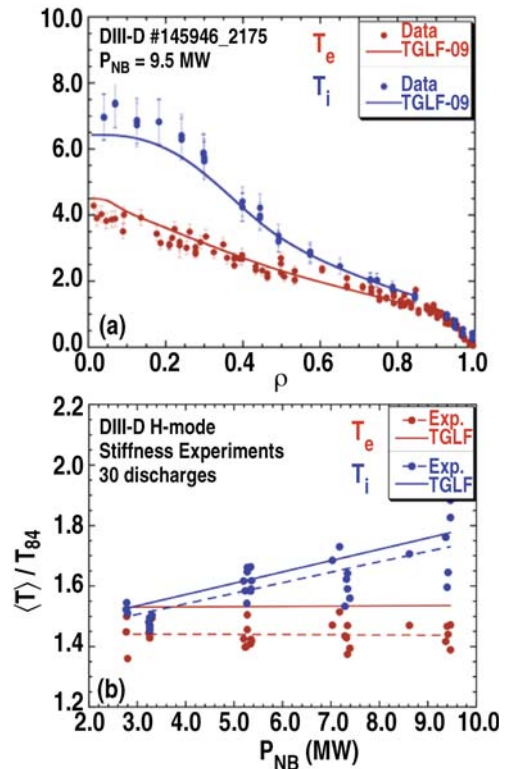 DIII-D #145946_2175
P_NB = 9.5 MW
T_e
T_i
Data
TGLF-09
Data
TGLF-09
10.0
8.0
6.0
4.0
2.0
0.0
(a)
0.0 0.2 0.4 0.6 0.8 1.0
ρ
DIII-D H-mode
Stiffness Experiments
30 discharges
T_e
T_i
Exp.
TGLF
Exp.
TGLF
⟨T⟩ / T_84
2.2
2.0
1.8
1.6
1.4
1.2
(b)
2.0 3.0 4.0 5.0 6.0 7.0 8.0 9.0 10.0
P_NB (MW)